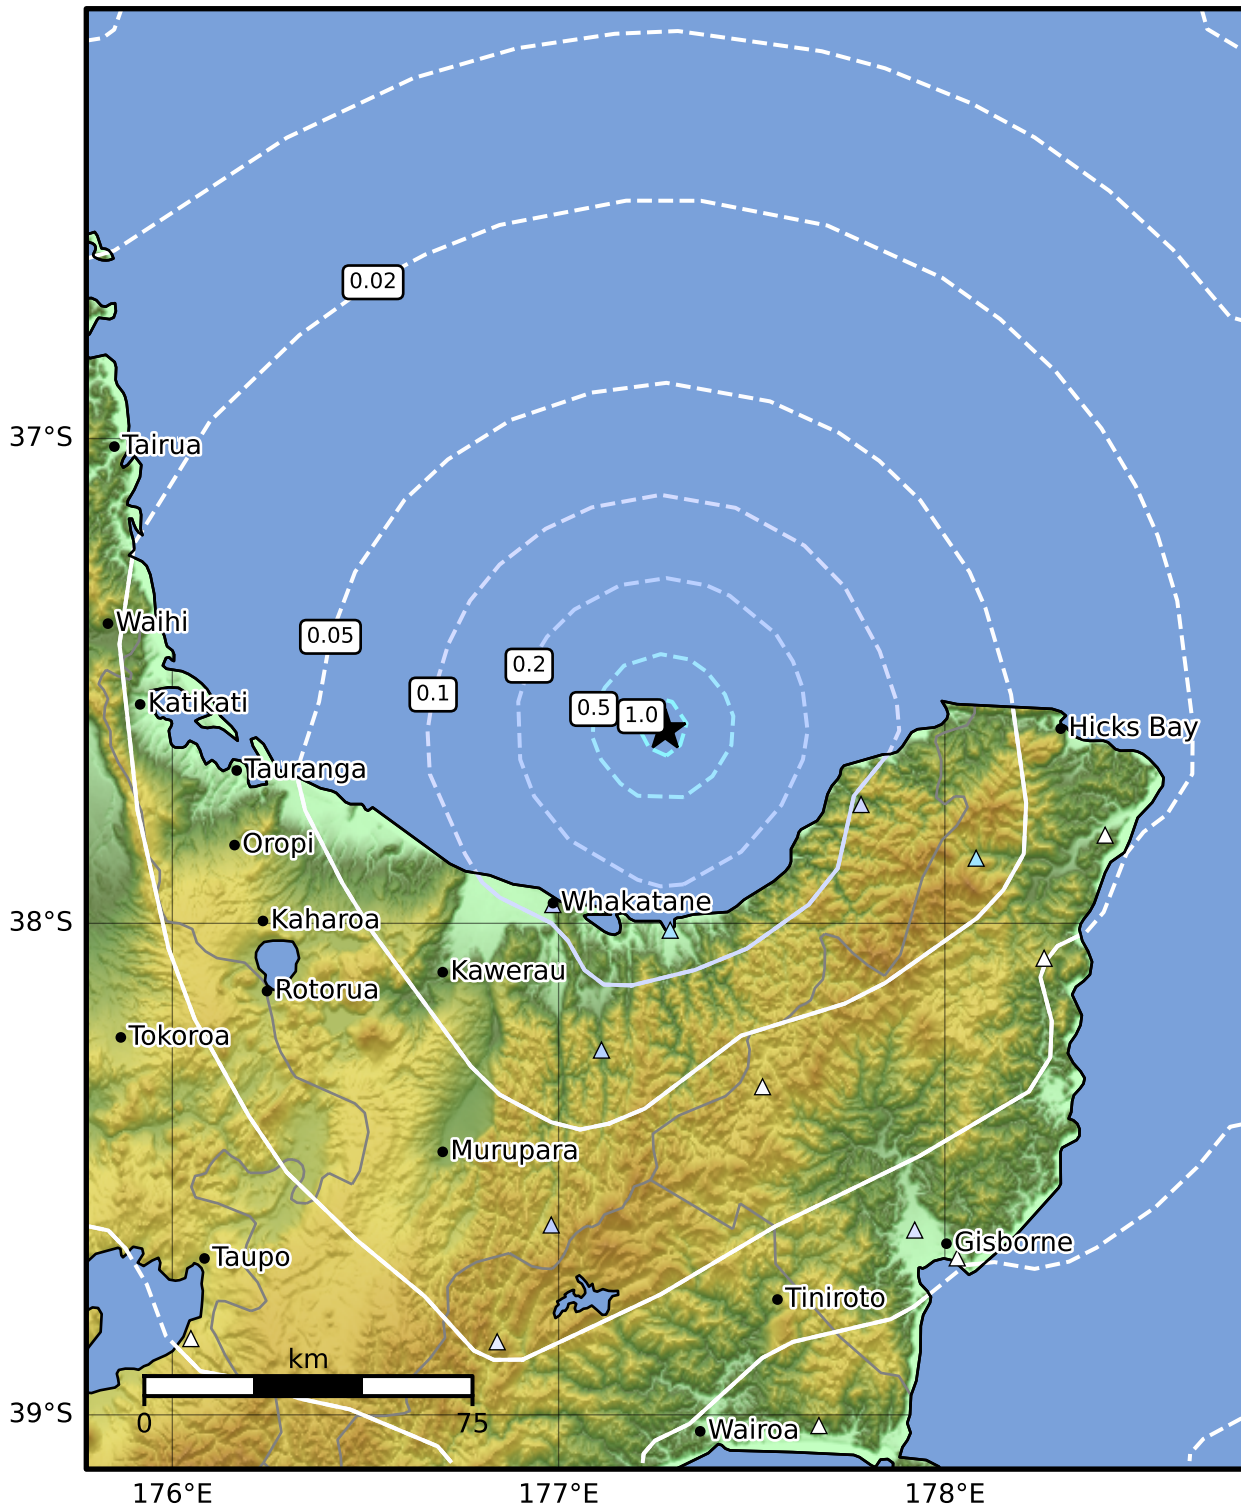 0.02
37°S
Tairua
Waihi
0.05
0.2
0.1
0.5
1.0
Katikati
Hicks Bay
Tauranga
Oropi
Whakatane
38°S
Kaharoa
Kawerau
Rotorua
Tokoroa
Murupara
Gisborne
Taupo
Tiniroto
km
0
75
39°S
Wairoa
176°E
177°E
178°E